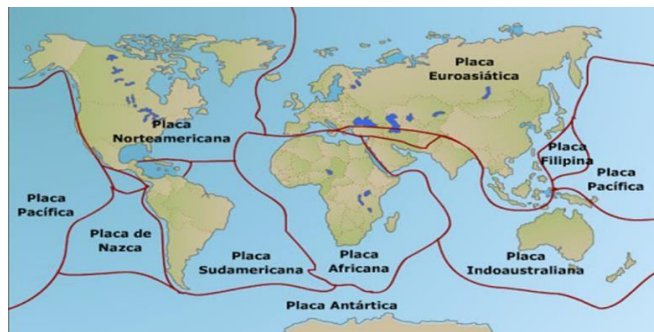 Placa
Euroasiática
Placa
Norteamericana
Placa
Filipina
Placa
Pacífica
Placa
Pacífica
Placa de
Nazca
Placa
Sudamericana
Placa
Africana
Placa
Indoaustraliana
Placa Antártica